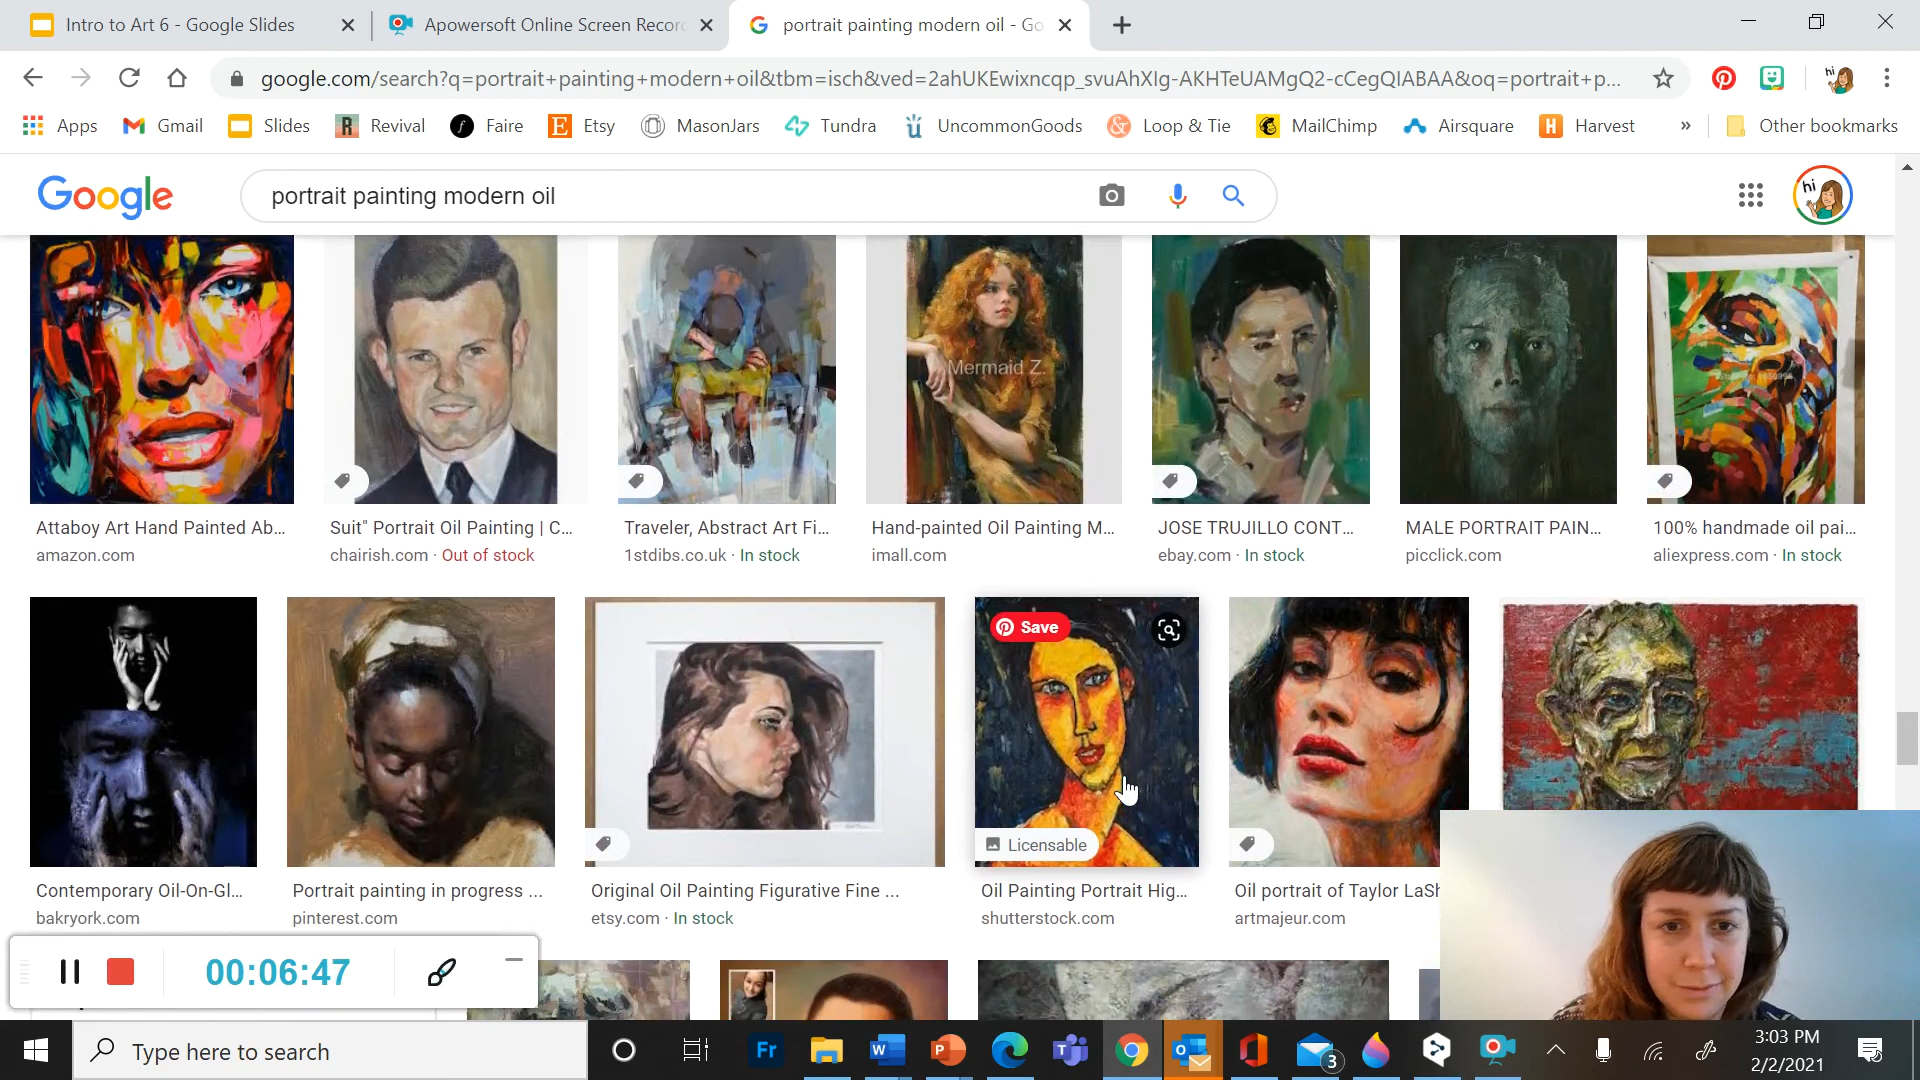 Intro to Art 6 - Google Slides
Apowersoft Online Screen Recor
portrait painting modern oil - Go
google.com/search?q=portrait+painting+modern+oil&tbm=isch&ved=2ahUKEwixncqp_svuAhXIg-AKHTeUAMgQ2-cCegQIABAA&oq=portrait+p...
hi
Apps
Gmail
Slides
Revival
Faire
Etsy
MasonJars
Tundra
UncommonGoods
Loop & Tie
MailChimp
Airsquare
Harvest
»
Other bookmarks
Google
portrait painting modern oil
hi
Mermaid Z.
Attaboy Art Hand Painted Ab...
amazon.com
Suit" Portrait Oil Painting | C...
chairish.com · Out of stock
Traveler, Abstract Art Fi...
1stdibs.co.uk · In stock
Hand-painted Oil Painting M...
imall.com
JOSE TRUJILLO CONT...
ebay.com · In stock
MALE PORTRAIT PAIN...
picclick.com
100% handmade oil pai...
aliexpress.com · In stock
Save
Licensable
Contemporary Oil-On-Gl...
bakryork.com
Portrait painting in progress ...
pinterest.com
Original Oil Painting Figurative Fine ...
etsy.com · In stock
Oil Painting Portrait Hig...
shutterstock.com
Oil portrait of Taylor LaSh
artmajeur.com
00:06:47
Type here to search
Fr
3
3:03 PM
2/2/2021